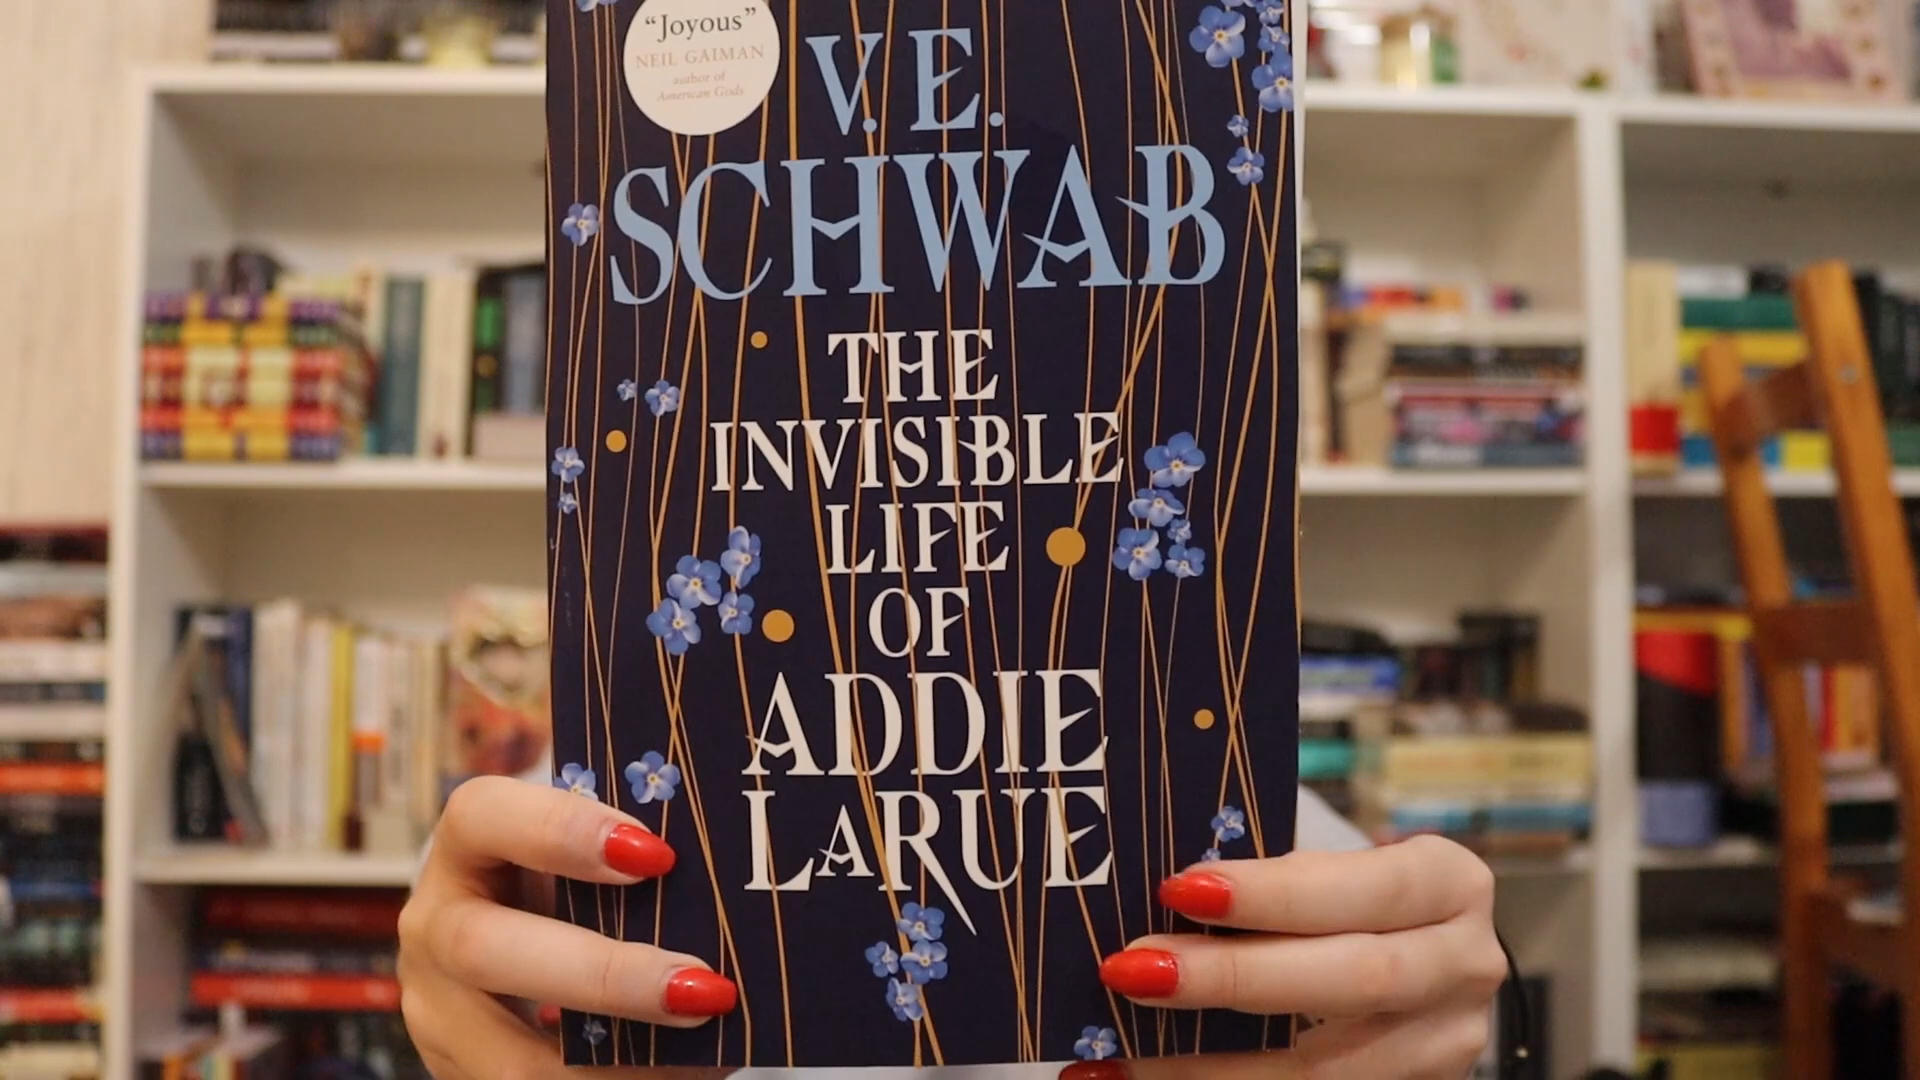 “Joyous”
NEIL GAIMAN
author of
American Gods
V. E.
SCHWAB
THE
INVISIBLE
LIFE
OF
ADDIE
LARUE